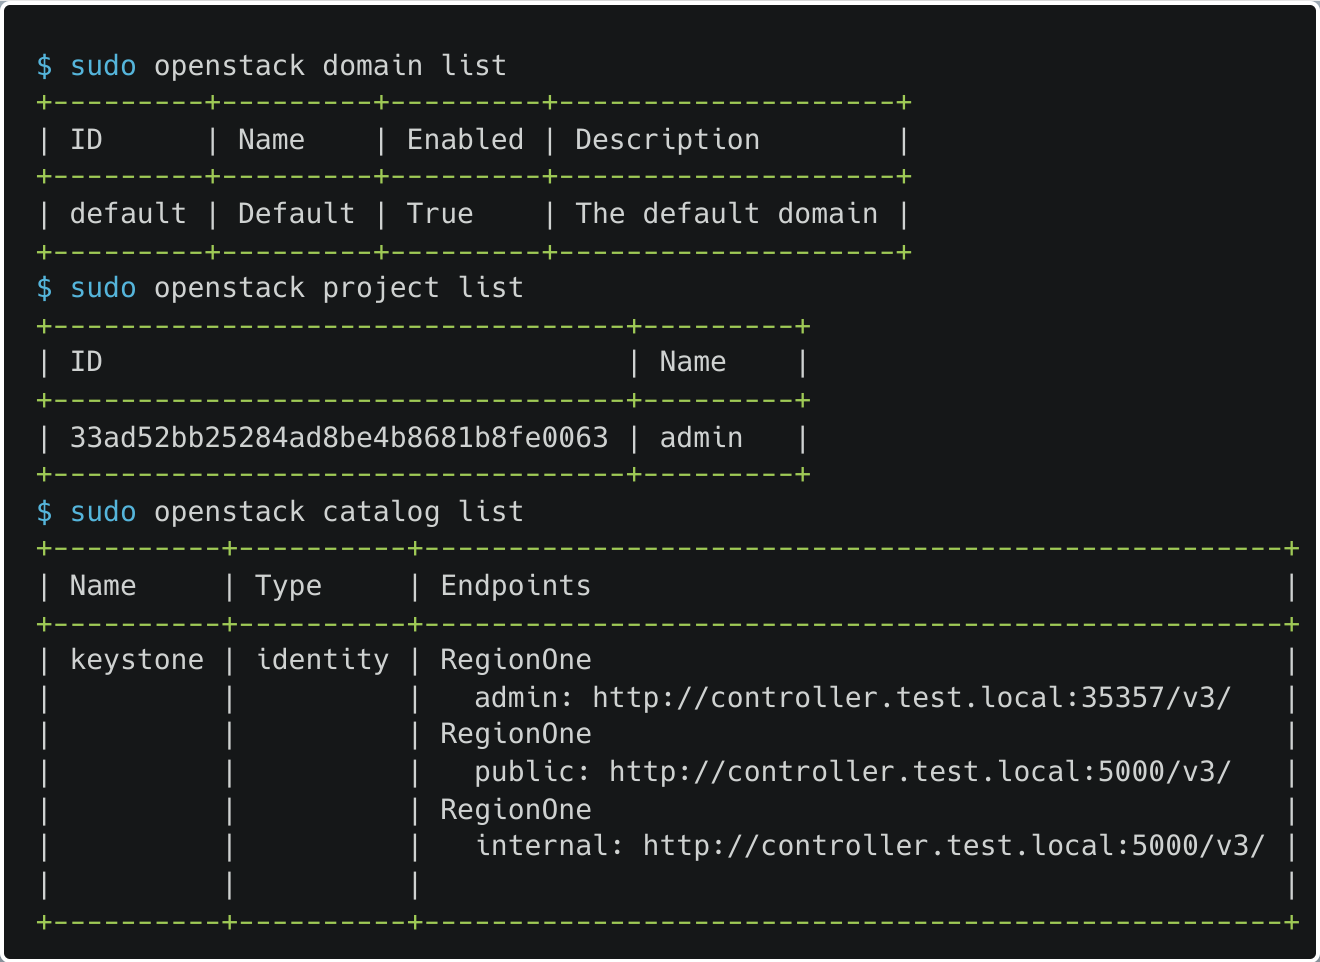 $ sudo openstack domain list
+---------+---------+---------+--------------------+
| ID      | Name    | Enabled | Description        |
+---------+---------+---------+--------------------+
| default | Default | True    | The default domain |
+---------+---------+---------+--------------------+
$ sudo openstack project list
+----------------------------------+---------+
| ID                               | Name    |
+----------------------------------+---------+
| 33ad52bb25284ad8be4b8681b8fe0063 | admin   |
+----------------------------------+---------+
$ sudo openstack catalog list
+----------+----------+---------------------------------------------------+
| Name     | Type     | Endpoints                                         |
+----------+----------+---------------------------------------------------+
| keystone | identity | RegionOne                                         |
|          |          |   admin: http://controller.test.local:35357/v3/   |
|          |          | RegionOne                                         |
|          |          |   public: http://controller.test.local:5000/v3/   |
|          |          | RegionOne                                         |
|          |          |   internal: http://controller.test.local:5000/v3/ |
|          |          |                                                   |
+----------+----------+---------------------------------------------------+